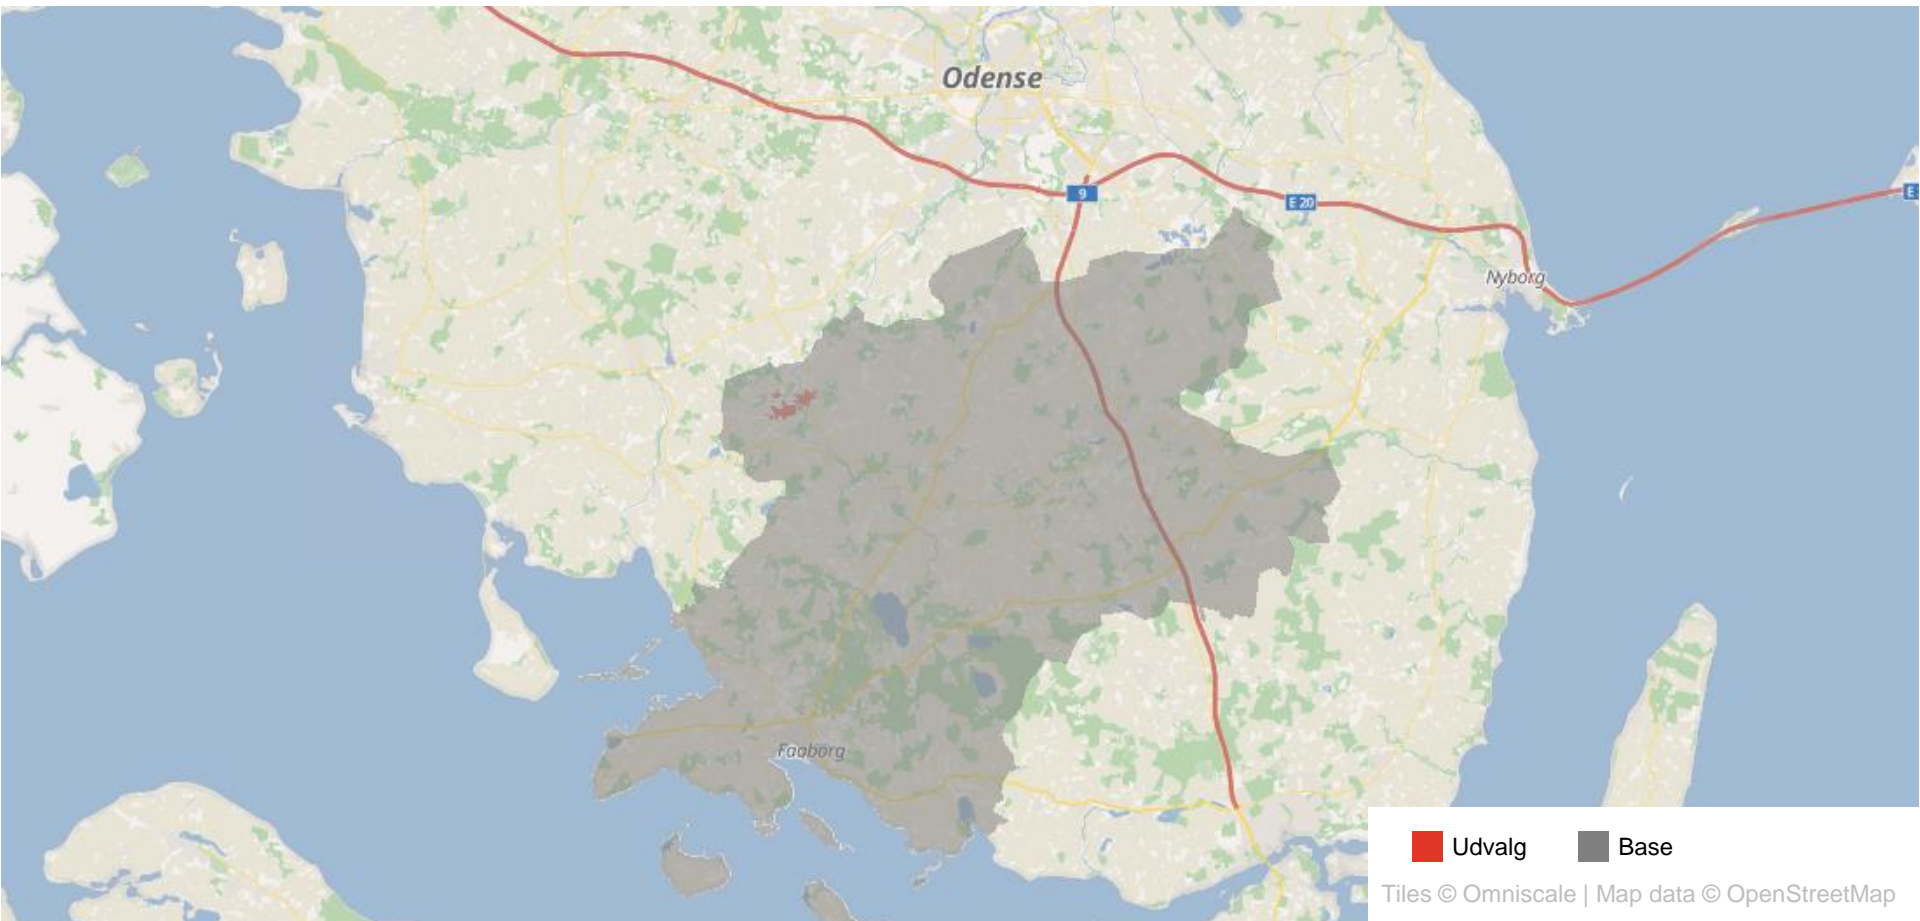 Odense
9
E 20
E
Nyborg
Faaborg
Udvalg
Base
Tiles © Omniscale | Map data © OpenStreetMap